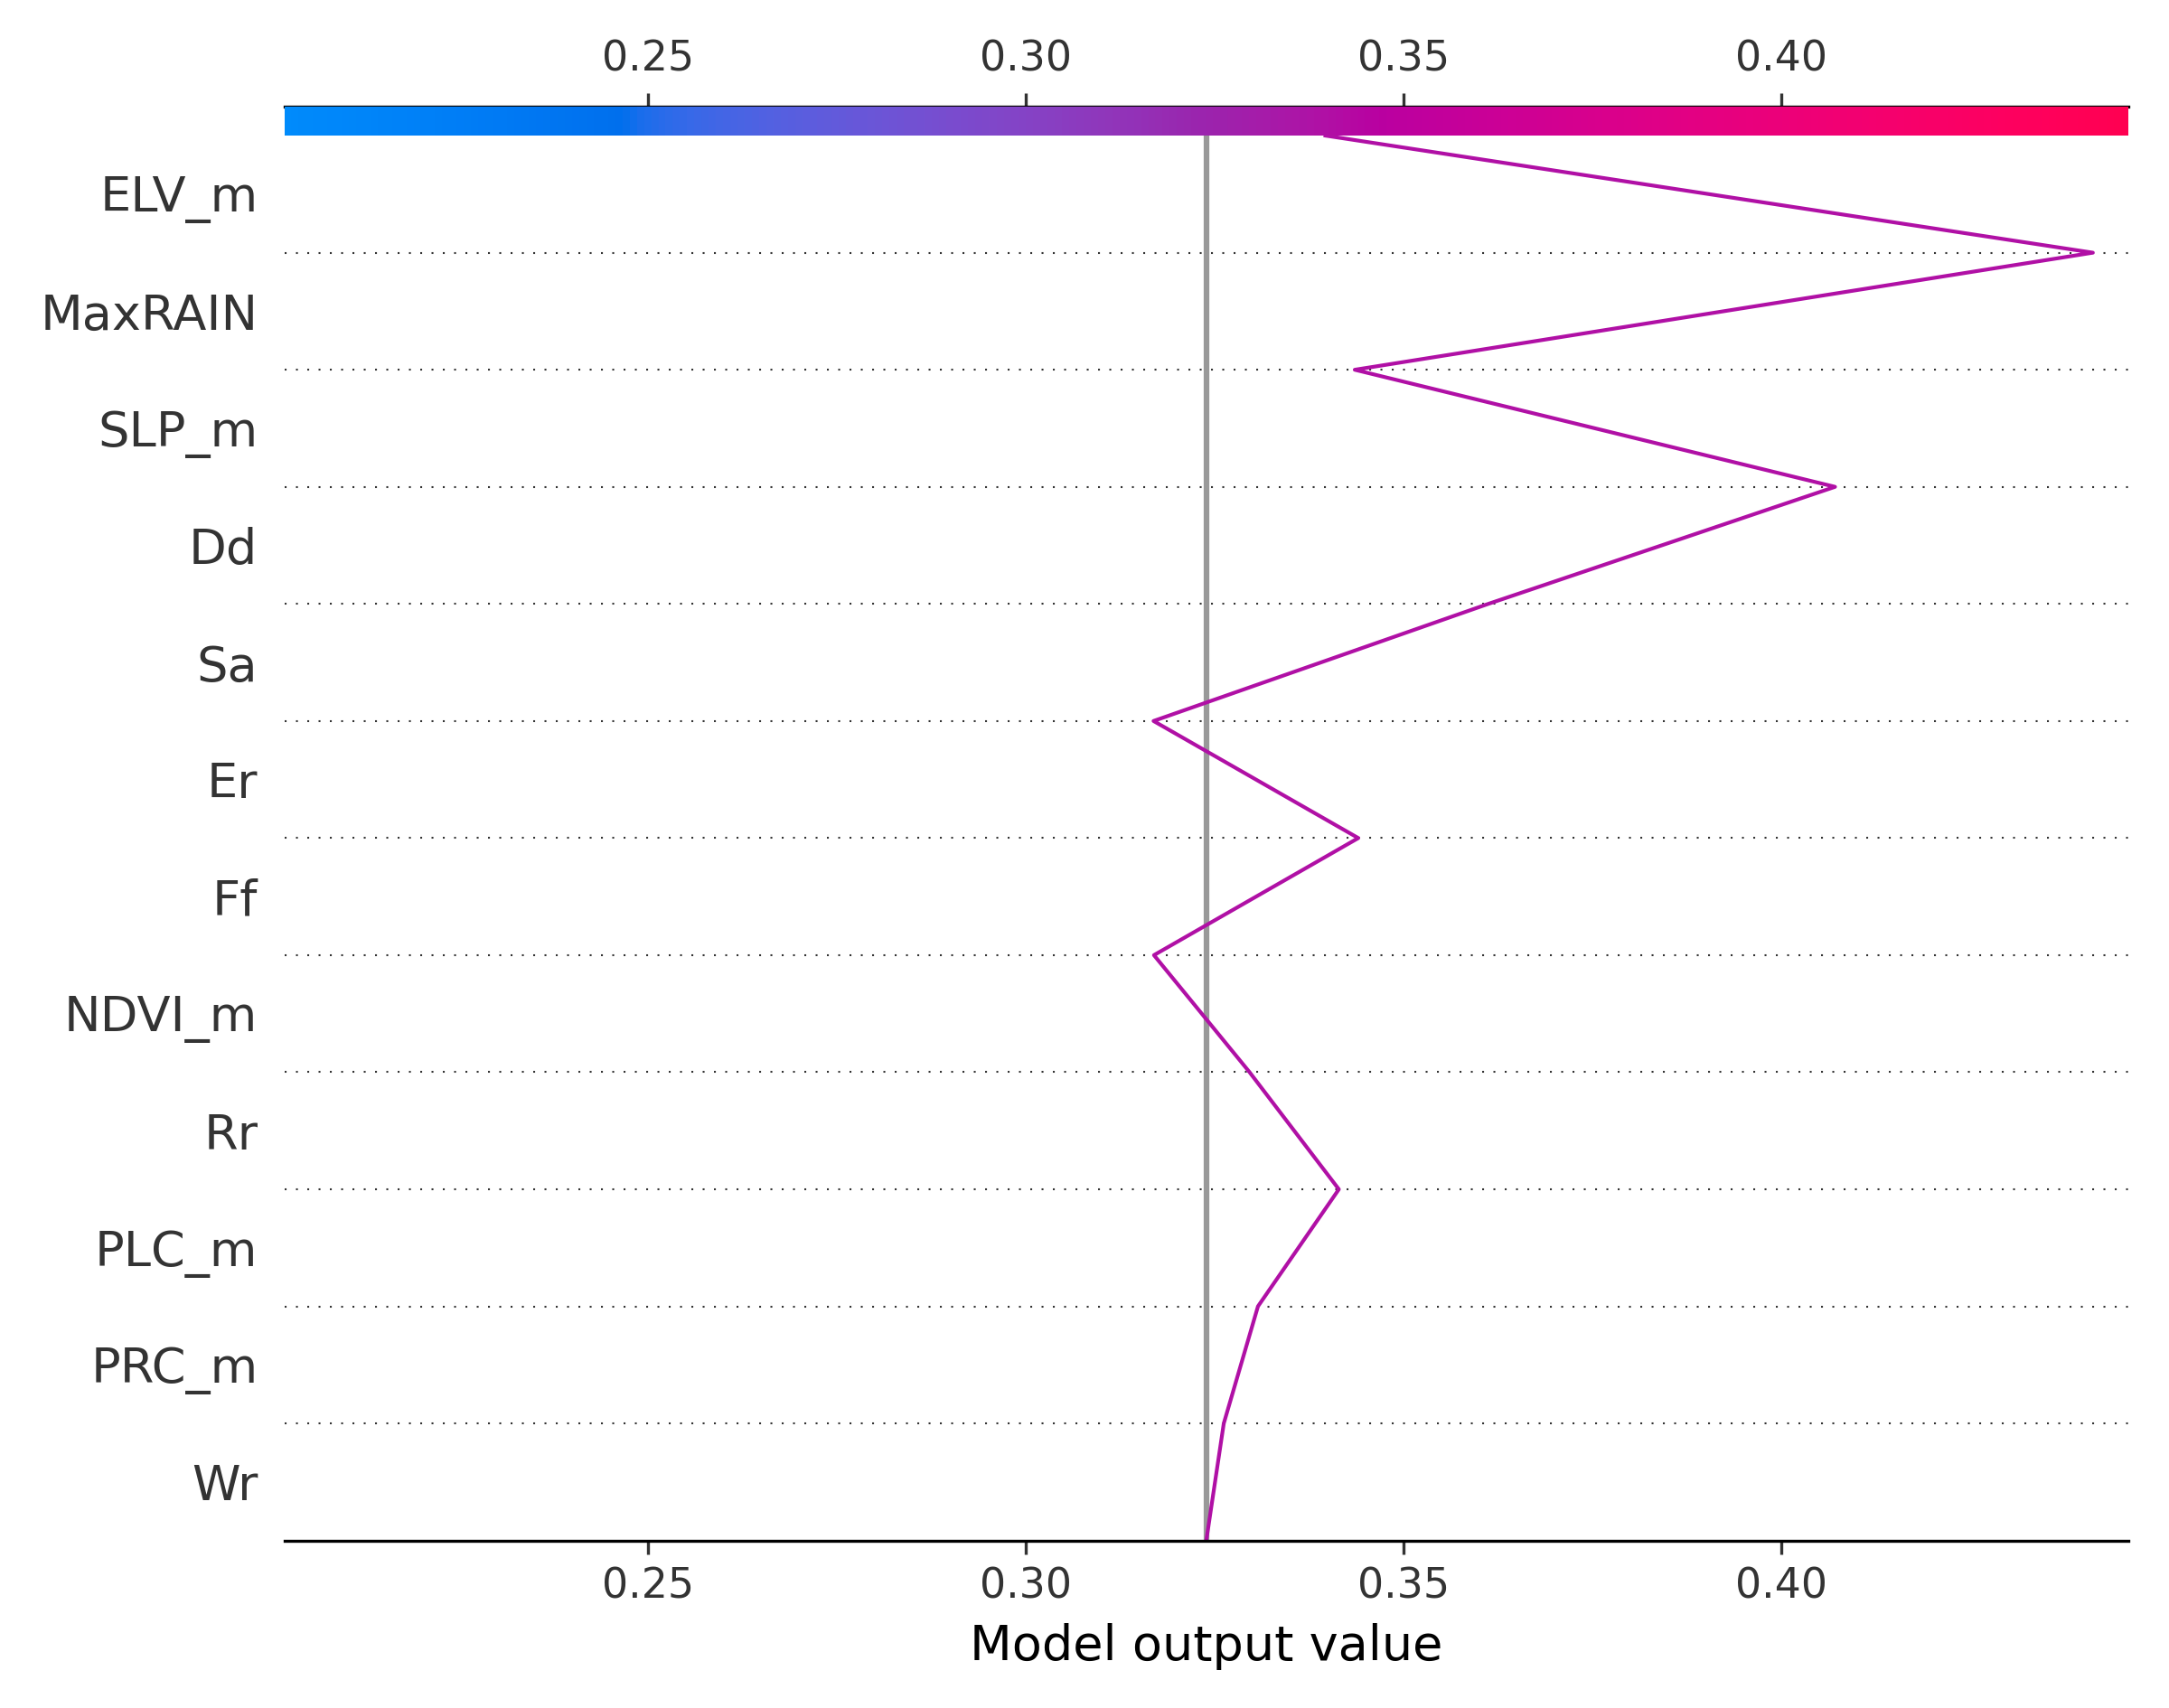 0.25 0.30 0.35 0.40
ELV_m
MaxRAIN
SLP_m
Dd
Sa
Er
Ff
NDVI_m
Rr
PLC_m
PRC_m
Wr
0.25 0.30 0.35 0.40
Model output value